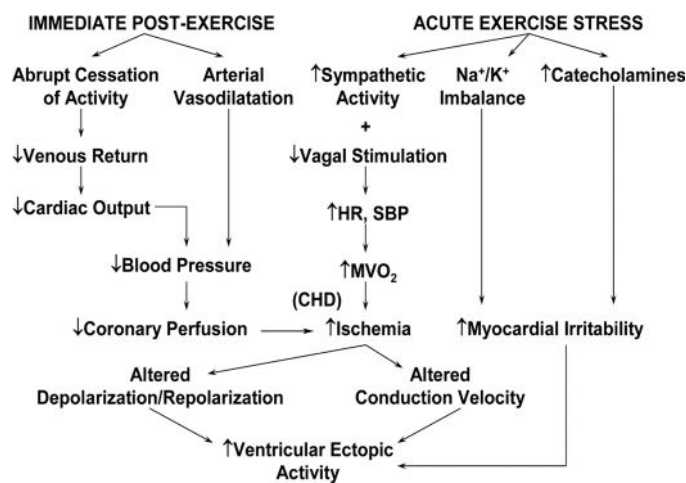 IMMEDIATE POST-EXERCISE
ACUTE EXERCISE STRESS
Abrupt Cessation
of Activity
Arterial
Vasodilatation
↑Sympathetic
Activity
Na⁺/K⁺
Imbalance
↑Catecholamines
+
↓Venous Return
↓Vagal Stimulation
↓Cardiac Output
↑HR, SBP
↓Blood Pressure
↑MVO₂
(CHD)
↓Coronary Perfusion
↑Ischemia
↑Myocardial Irritability
Altered
Depolarization/Repolarization
Altered
Conduction Velocity
↑Ventricular Ectopic
Activity